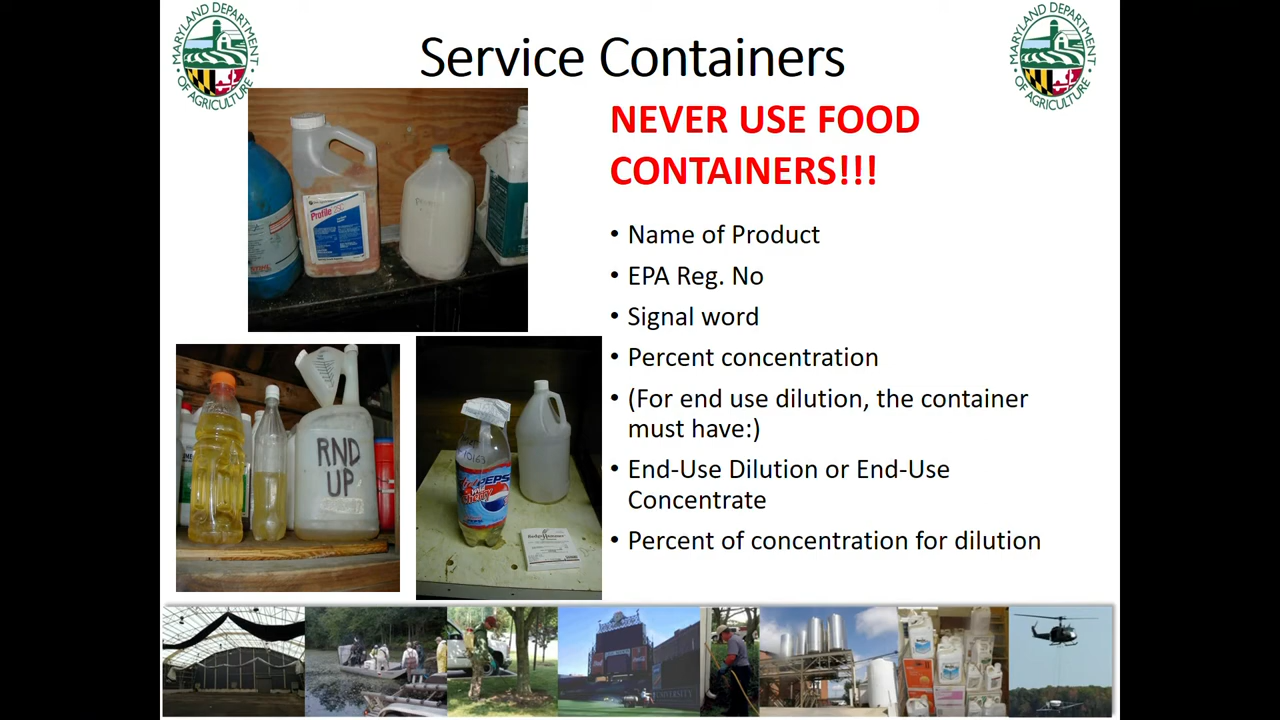 MARYLAND DEPARTMENT
OF AGRICULTURE
Service Containers
MARYLAND DEPARTMENT
OF AGRICULTURE
NEVER USE FOOD
CONTAINERS!!!
• Name of Product
• EPA Reg. No
• Signal word
• Percent concentration
• (For end use dilution, the container
must have:)
• End-Use Dilution or End-Use
Concentrate
• Percent of concentration for dilution
Profile
RND
UP
PEPSI